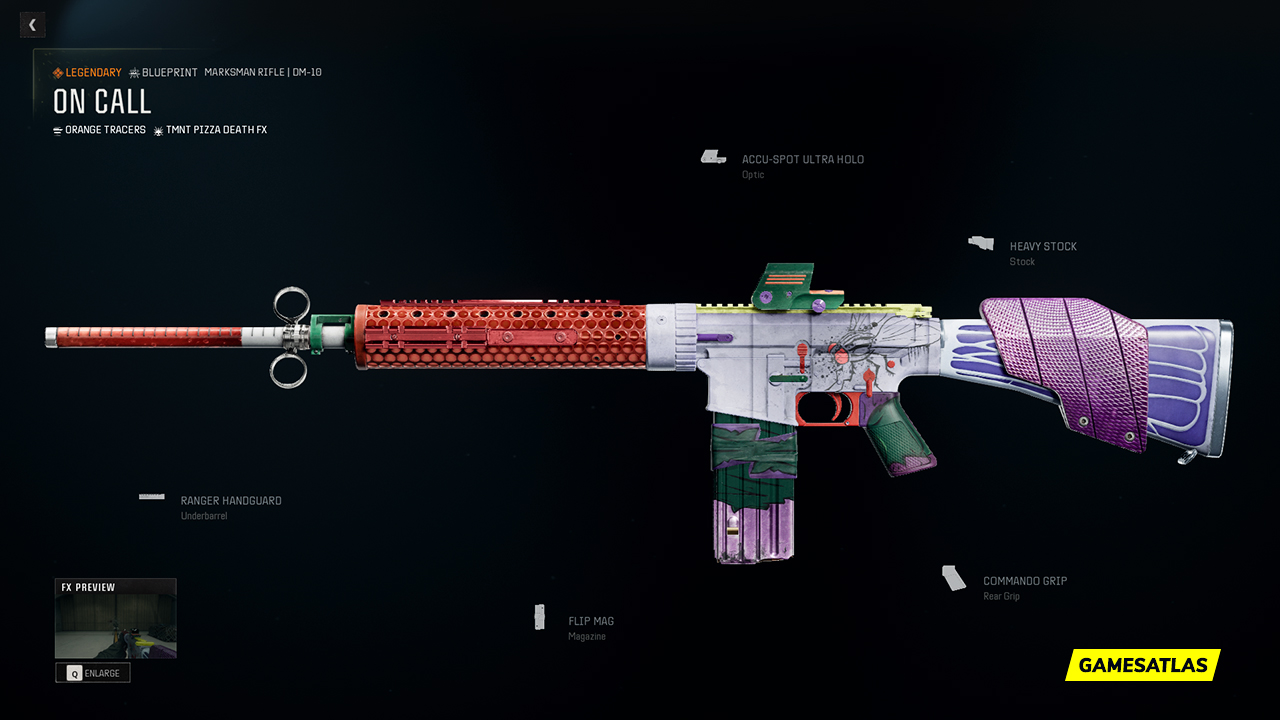 LEGENDARY BLUEPRINT MARKSMAN RIFLE | DM-10
ON CALL
ORANGE TRACERS TMNT PIZZA DEATH FX
ACCU-SPOT ULTRA HOLO
Optic
HEAVY STOCK
Stock
RANGER HANDGUARD
Underbarrel
FX PREVIEW
Q ENLARGE
FLIP MAG
Magazine
COMMANDO GRIP
Rear Grip
GAMESATLAS